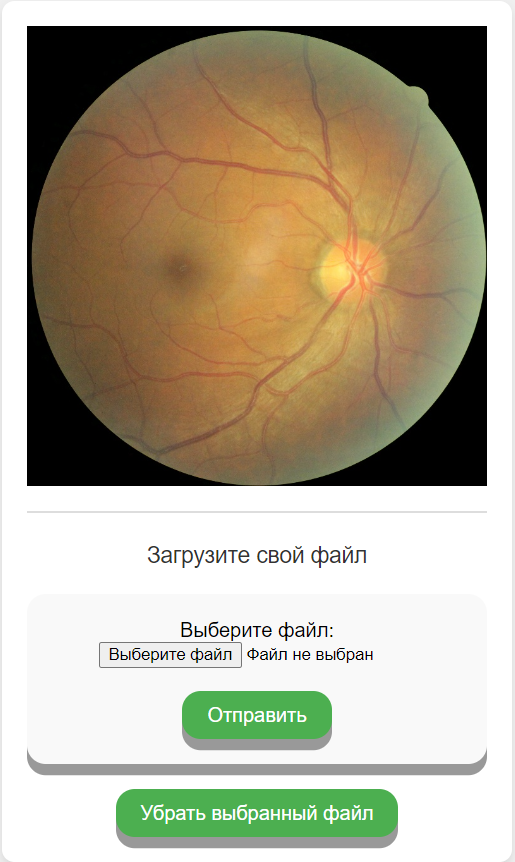 Загрузите свой файл
Выберите файл:
Выберите файл Файл не выбран
Отправить
Убрать выбранный файл